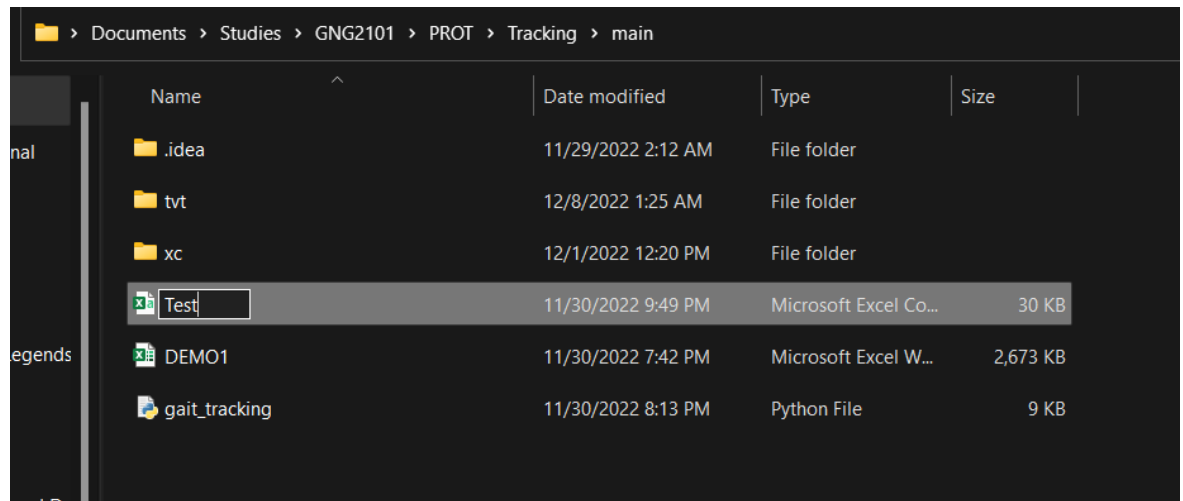 Documents > Studies > GNG2101 > PROT > Tracking > main
Name Date modified Type Size
nal
.idea 11/29/2022 2:12 AM File folder
tvt 12/8/2022 1:25 AM File folder
xc 12/1/2022 12:20 PM File folder
Test 11/30/2022 9:49 PM Microsoft Excel Co... 30 KB
egends
DEMO1 11/30/2022 7:42 PM Microsoft Excel W... 2,673 KB
gait_tracking 11/30/2022 8:13 PM Python File 9 KB